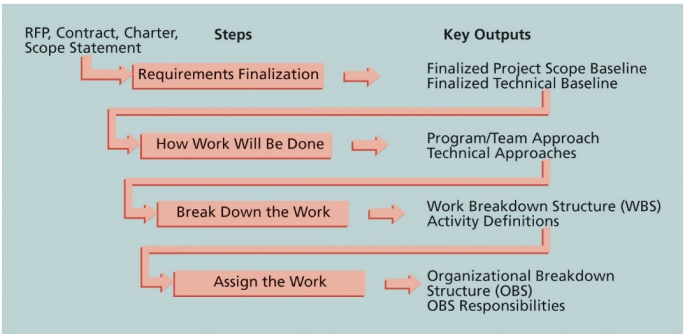 RFP, Contract, Charter,
Scope Statement
Steps
Key Outputs
Requirements Finalization
Finalized Project Scope Baseline
Finalized Technical Baseline
How Work Will Be Done
Program/Team Approach
Technical Approaches
Break Down the Work
Work Breakdown Structure (WBS)
Activity Definitions
Assign the Work
Organizational Breakdown
Structure (OBS)
OBS Responsibilities